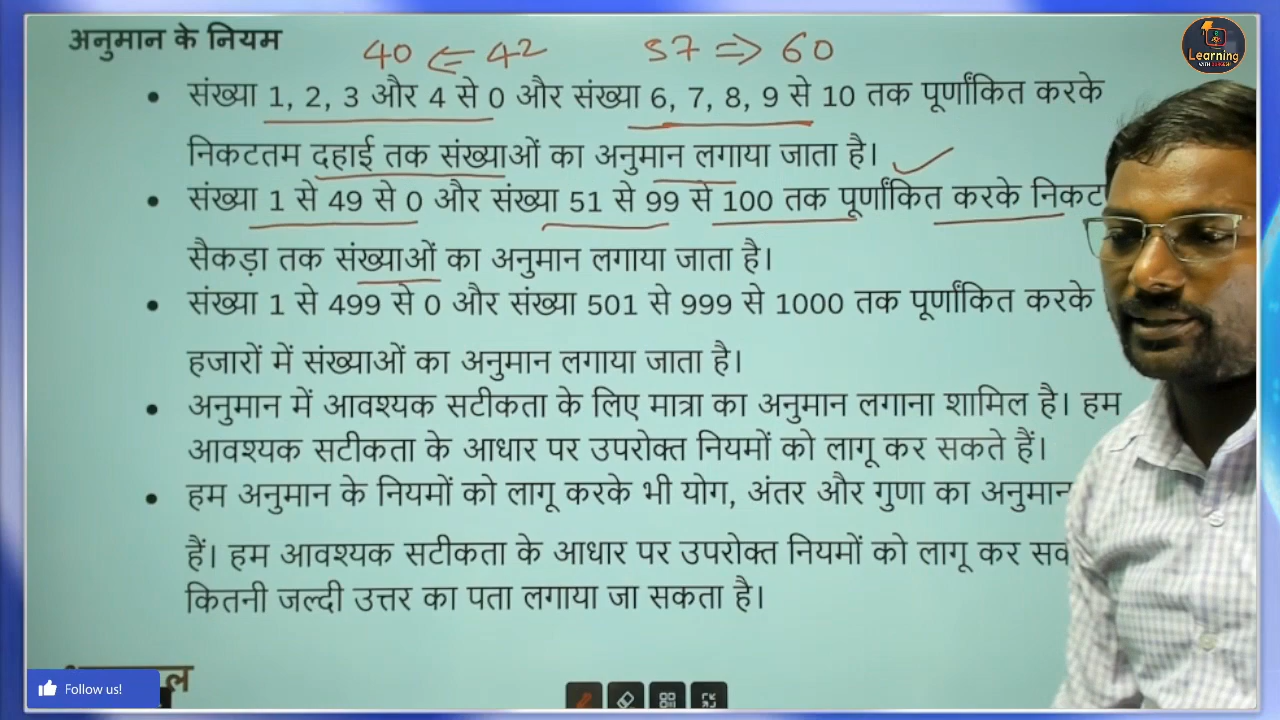 अनुमान के नियम
40 ⇐ 42 57 ⇒ 60
Learning
• संख्या 1, 2, 3 और 4 से 0 और संख्या 6, 7, 8, 9 से 10 तक पूर्णांकित करके
निकटतम दहाई तक संख्याओं का अनुमान लगाया जाता है।
• संख्या 1 से 49 से 0 और संख्या 51 से 99 से 100 तक पूर्णांकित करके निकट
सैकड़ा तक संख्याओं का अनुमान लगाया जाता है।
• संख्या 1 से 499 से 0 और संख्या 501 से 999 से 1000 तक पूर्णांकित करके
हजारों में संख्याओं का अनुमान लगाया जाता है।
• अनुमान में आवश्यक सटीकता के लिए मात्रा का अनुमान लगाना शामिल है। हम
आवश्यक सटीकता के आधार पर उपरोक्त नियमों को लागू कर सकते हैं।
• हम अनुमान के नियमों को लागू करके भी योग, अंतर और गुणा का अनुमान
हैं। हम आवश्यक सटीकता के आधार पर उपरोक्त नियमों को लागू कर
कितनी जल्दी उत्तर का पता लगाया जा सकता है।
Follow us!